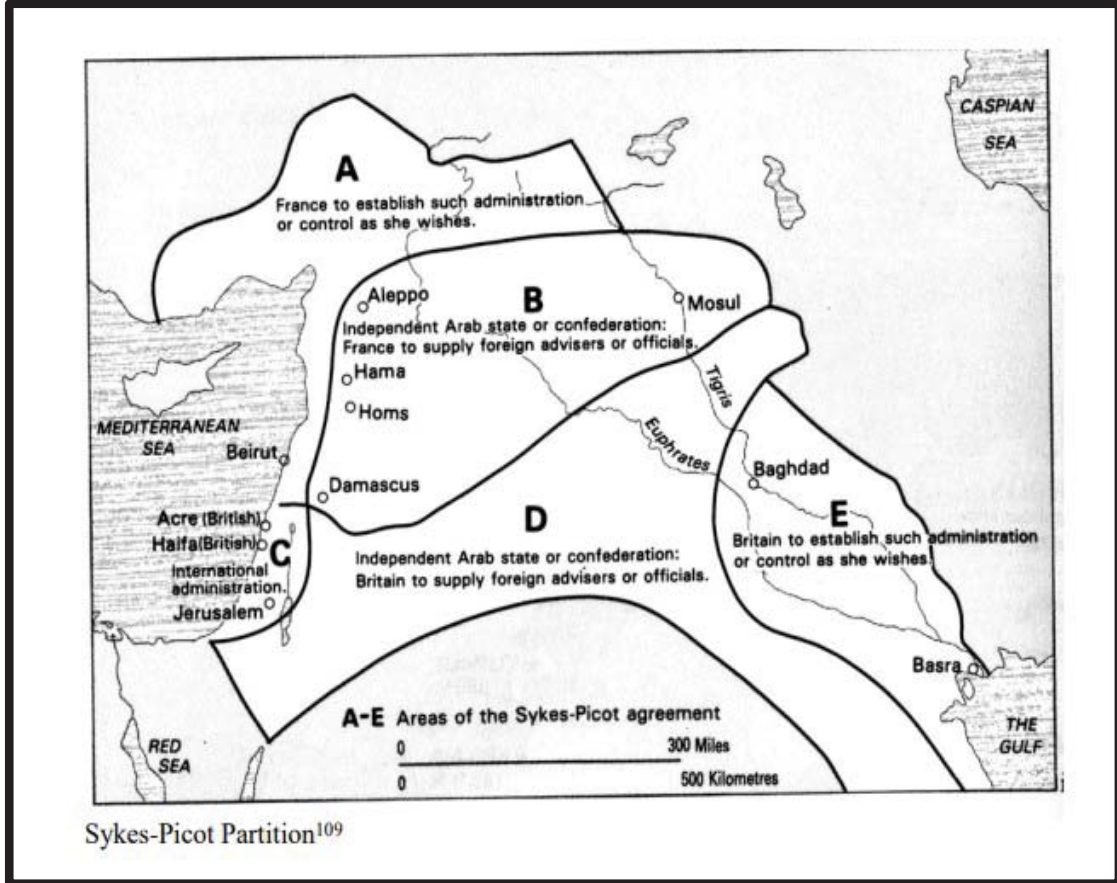 CASPIAN
SEA
A
France to establish such administration
or control as she wishes.
Aleppo
B
Mosul
Independent Arab state or confederation:
France to supply foreign advisers or officials.
Hama
Tigris
Homs
MEDITERRANEAN
SEA
Euphrates
Beirut
Baghdad
Damascus
Acre (British)
D
E
Haifa (British)
C
Britain to establish such administration
or control as she wishes.
Independent Arab state or confederation:
Britain to supply foreign advisers or officials.
International
administration.
Jerusalem
Basra
A-E Areas of the Sykes-Picot agreement
0 300 Miles
0 500 Kilometres
RED
SEA
THE
GULF
Sykes-Picot Partition109